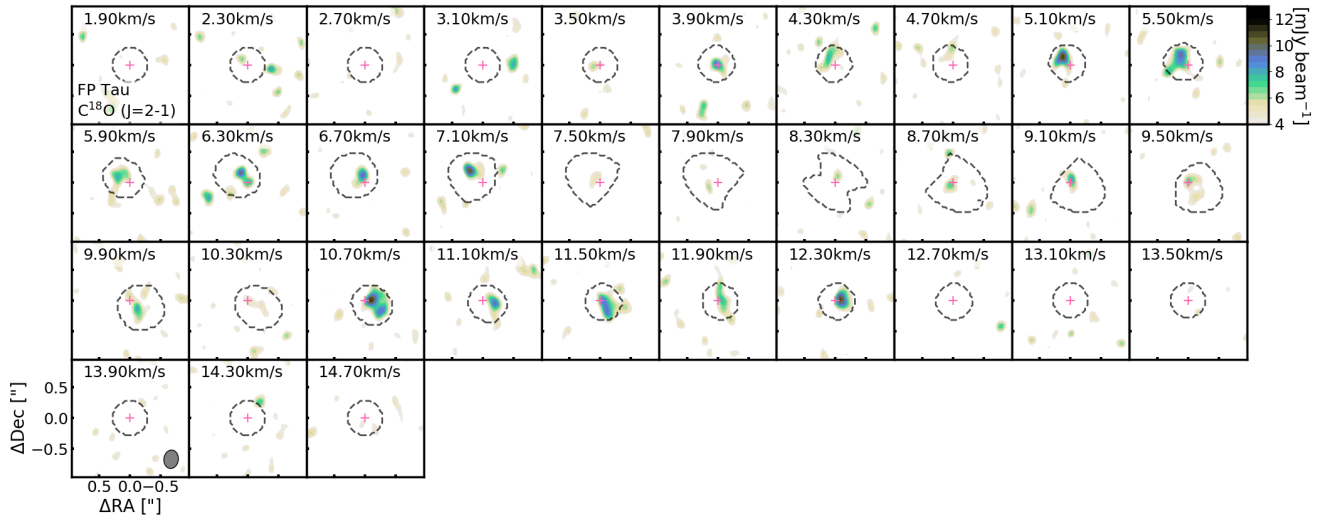 1.90km/s 2.30km/s 2.70km/s 3.10km/s 3.50km/s 3.90km/s 4.30km/s 4.70km/s 5.10km/s 5.50km/s
FP Tau
C¹⁸O (J=2-1)
12
10
8
6
4
[mJy beam⁻¹]
5.90km/s 6.30km/s 6.70km/s 7.10km/s 7.50km/s 7.90km/s 8.30km/s 8.70km/s 9.10km/s 9.50km/s
9.90km/s 10.30km/s 10.70km/s 11.10km/s 11.50km/s 11.90km/s 12.30km/s 12.70km/s 13.10km/s 13.50km/s
13.90km/s 14.30km/s 14.70km/s
0.5
0.0
−0.5
ΔDec ["]
0.5 0.0 −0.5
ΔRA ["]